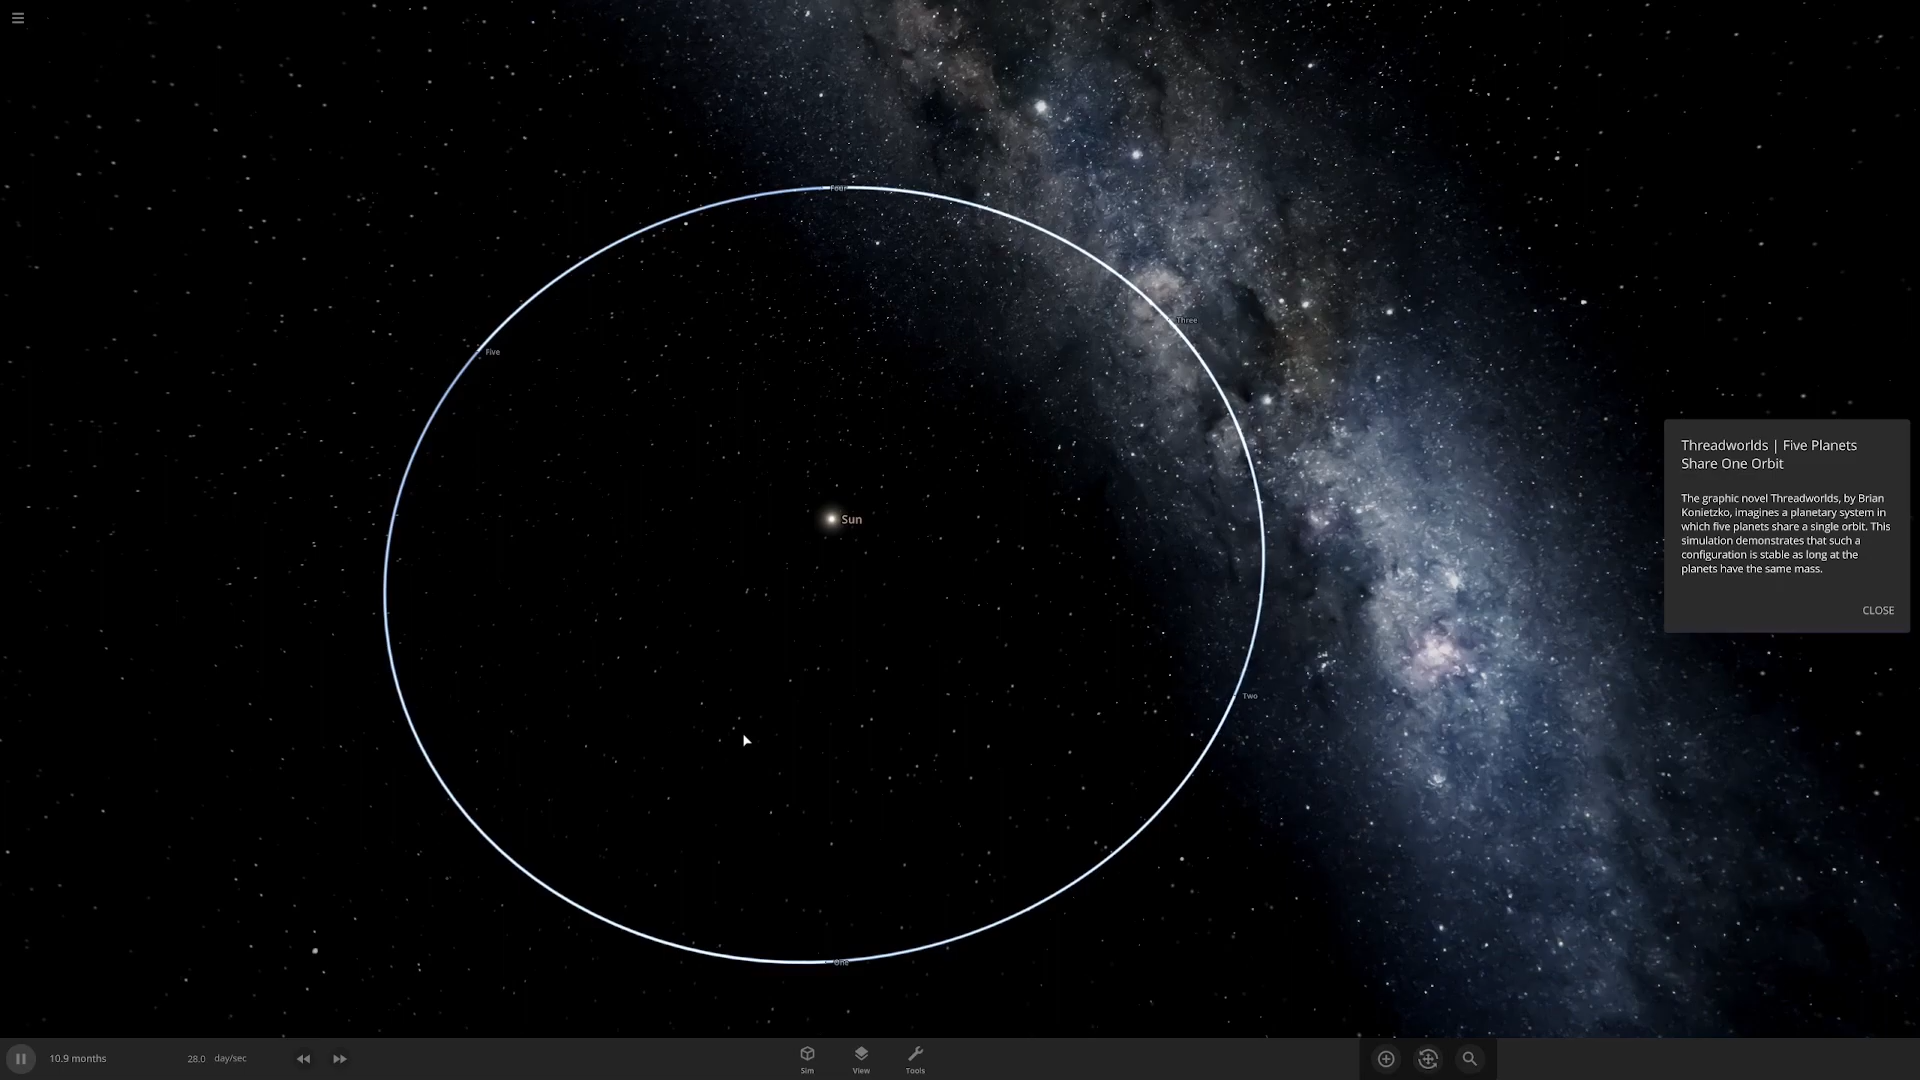 Four
Three
Five
Sun
Threadworlds | Five Planets
Share One Orbit
The graphic novel Threadworlds, by Brian
Konietzko, imagines a planetary system in
which five planets share a single orbit. This
simulation demonstrates that such a
configuration is stable as long at the
planets have the same mass.
CLOSE
Two
One
10.9 months
28.0 day/sec
Sim
View
Tools